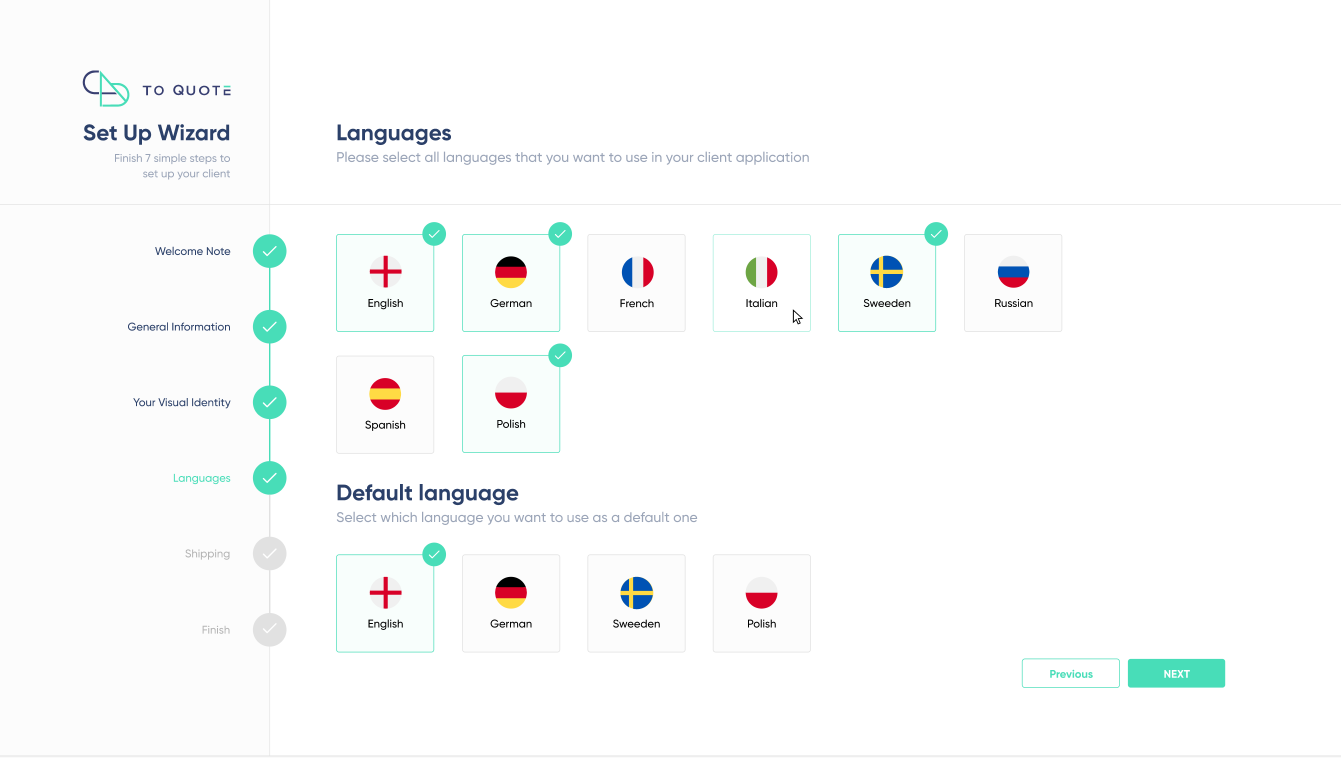 TO QUOTE
Set Up Wizard
Finish 7 simple steps to
set up your client
Languages
Please select all languages that you want to use in your client application
Welcome Note
General Information
Your Visual Identity
Languages
Shipping
Finish
English
German
French
Italian
Sweeden
Russian
Spanish
Polish
Default language
Select which language you want to use as a default one
English
German
Sweeden
Polish
Previous
NEXT